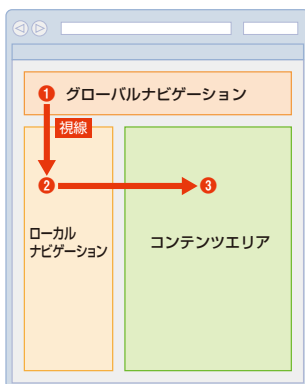 ❶ グローバルナビゲーション
視線
❷
❸
ローカル
ナビゲーション
コンテンツエリア